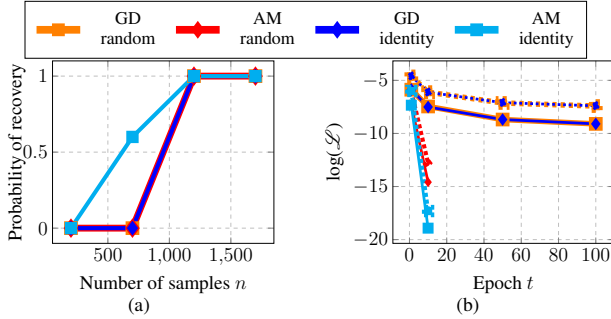 GD random
AM random
GD identity
AM identity
Probability of recovery
1
0.5
0
500
1,000
1,500
Number of samples n
(a)
log(ℒ)
−5
−10
−15
−20
0
20
40
60
80
100
Epoch t
(b)